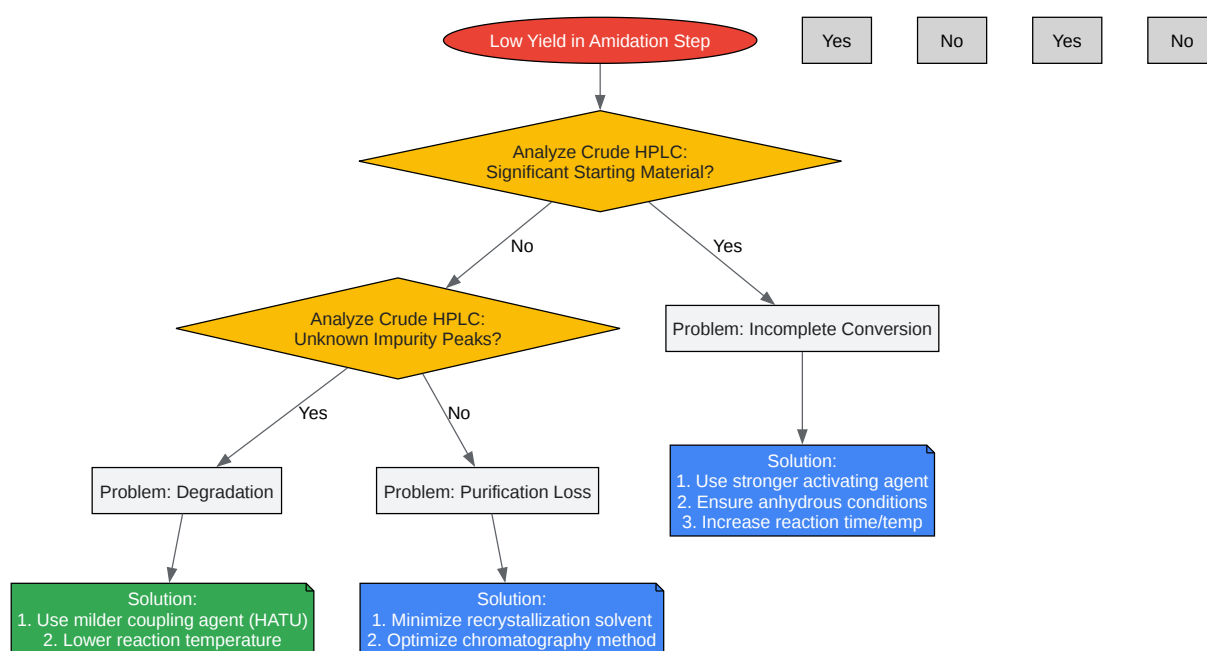 Low Yield in Amidation Step
Yes
No
Yes
No
Analyze Crude HPLC:
Significant Starting Material?
No
Yes
Analyze Crude HPLC:
Unknown Impurity Peaks?
Problem: Incomplete Conversion
Yes
No
Solution:
1. Use stronger activating agent
2. Ensure anhydrous conditions
3. Increase reaction time/temp
Problem: Degradation
Problem: Purification Loss
Solution:
1. Use milder coupling agent (HATU)
2. Lower reaction temperature
Solution:
1. Minimize recrystallization solvent
2. Optimize chromatography method